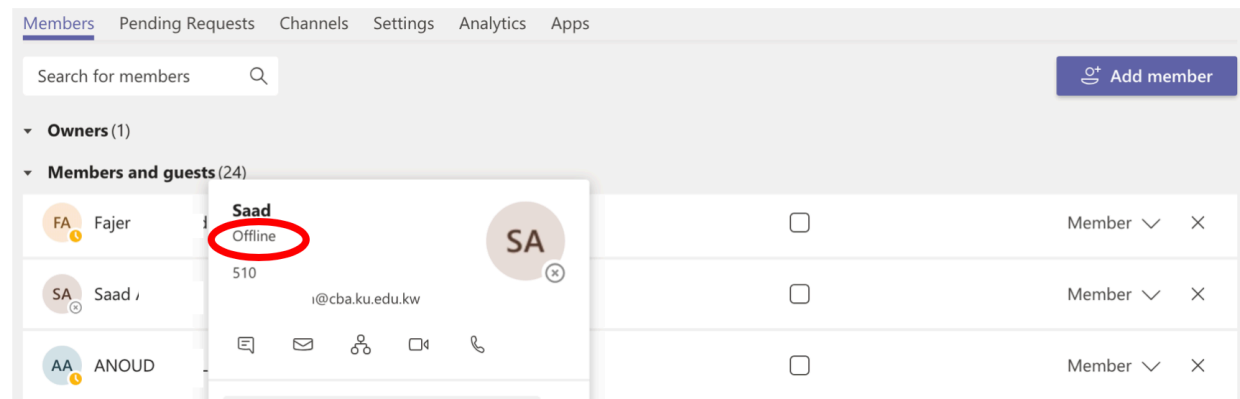 Members Pending Requests Channels Settings Analytics Apps
Search for members
Add member
Owners (1)
Members and guests (24)
FA Fajer Member
Saad
Offline
SA
510
@cba.ku.edu.kw
SA Saad Member
AA ANOUD Member